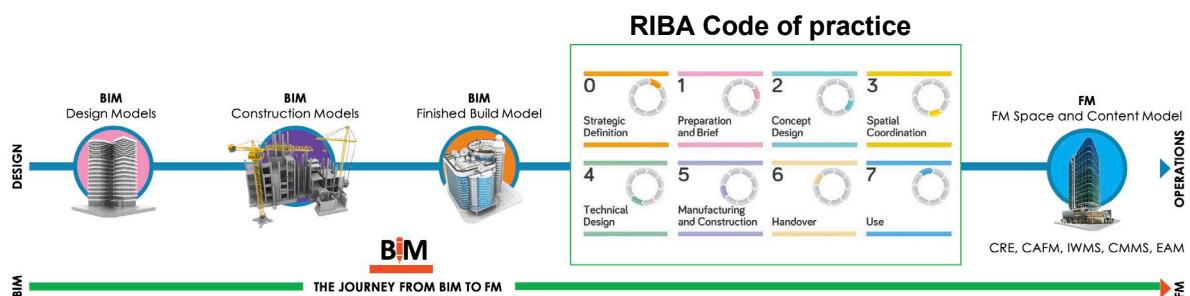 RIBA Code of practice
BIM
Design Models
BIM
Construction Models
BIM
Finished Build Model
0
Strategic
Definition
1
Preparation
and Brief
2
Concept
Design
3
Spatial
Coordination
4
Technical
Design
5
Manufacturing
and Construction
6
Handover
7
Use
FM
FM Space and Content Model
CRE, CAFM, IWMS, CMMS, EAM
DESIGN
OPERATIONS
BIM
BIM
THE JOURNEY FROM BIM TO FM
FM